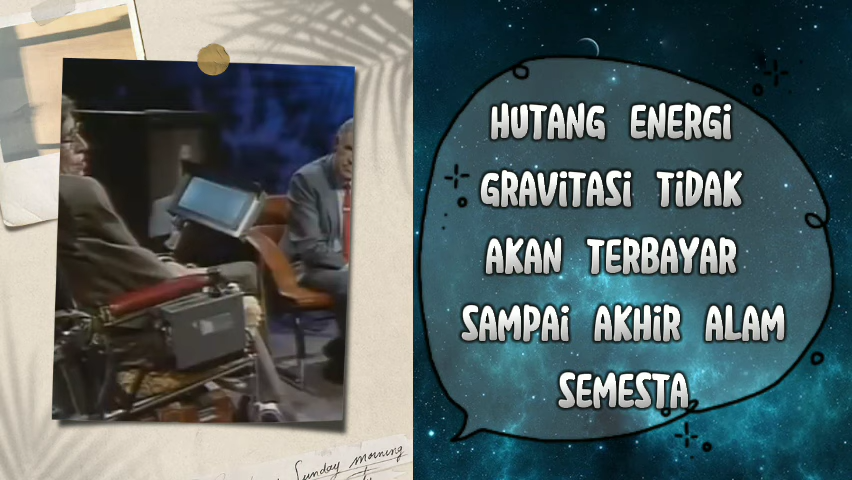 HUTANG ENERGI
GRAVITASI TIDAK
AKAN TERBAYAR
SAMPAI AKHIR ALAM
SEMESTA
Sunday morning